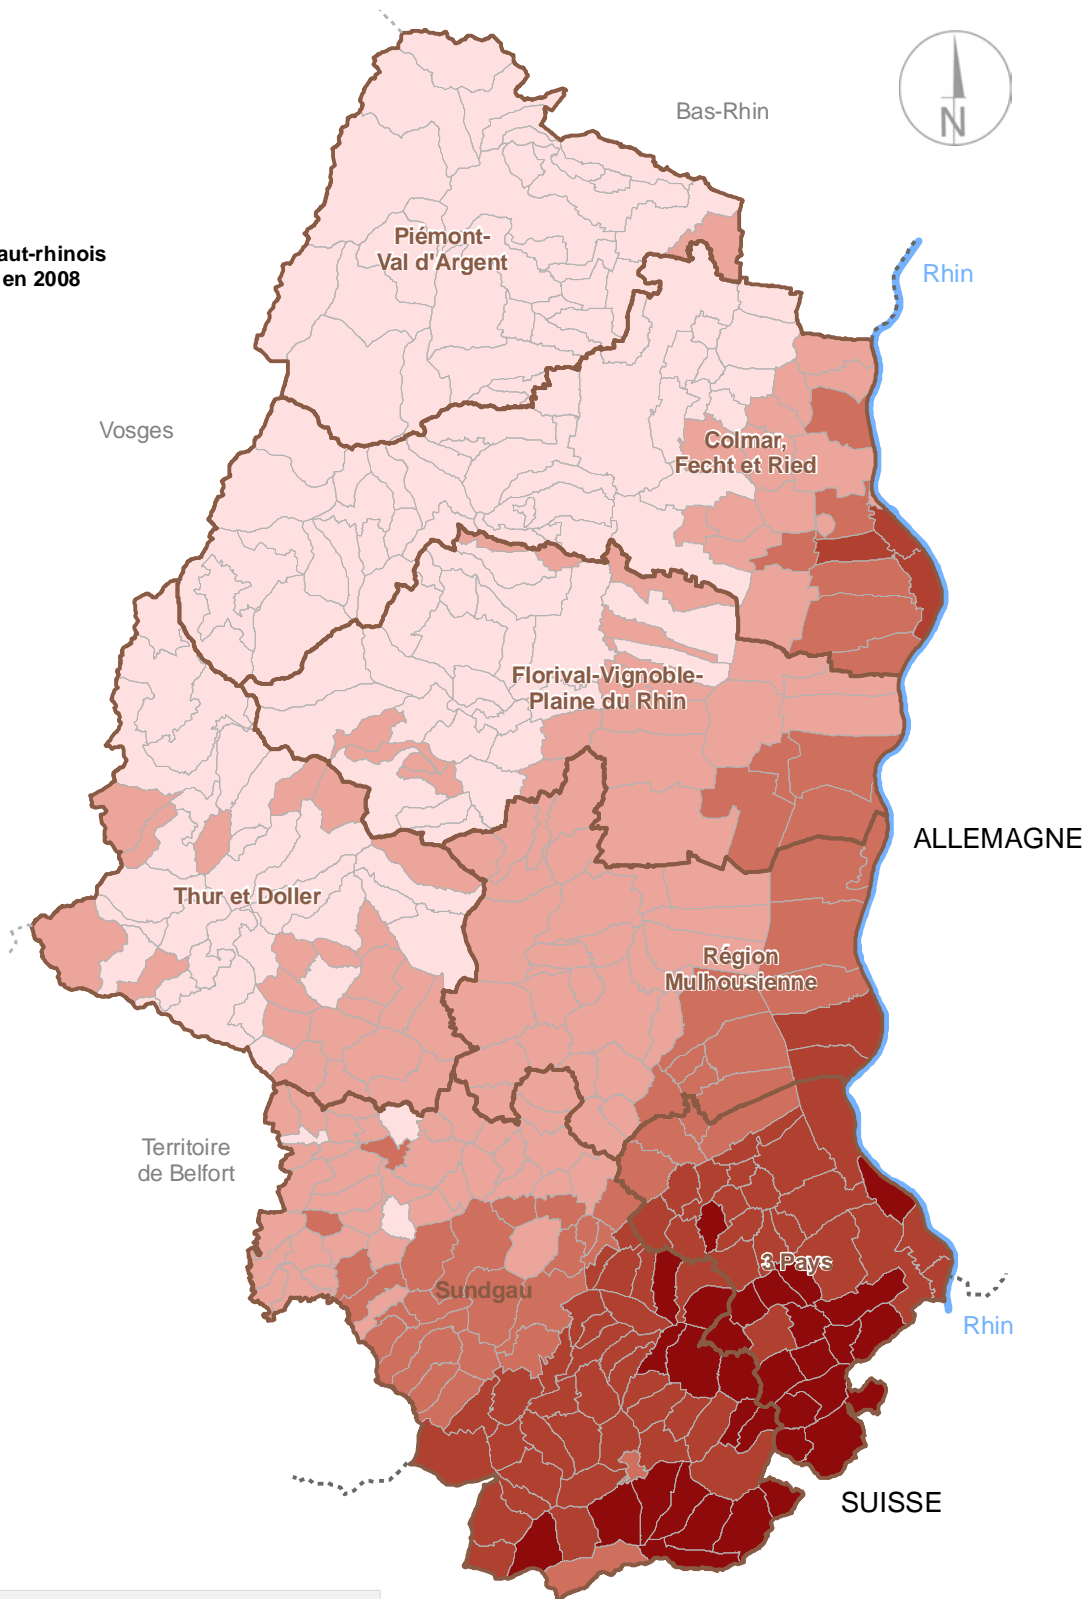 Bas-Rhin
N
aut-rhinois
en 2008
Piémont-
Val d'Argent
Rhin
Vosges
Colmar,
Fecht et Ried
Florival-Vignoble-
Plaine du Rhin
ALLEMAGNE
Thur et Doller
Région
Mulhousienne
Territoire
de Belfort
3 Pays
Sundgau
Rhin
SUISSE